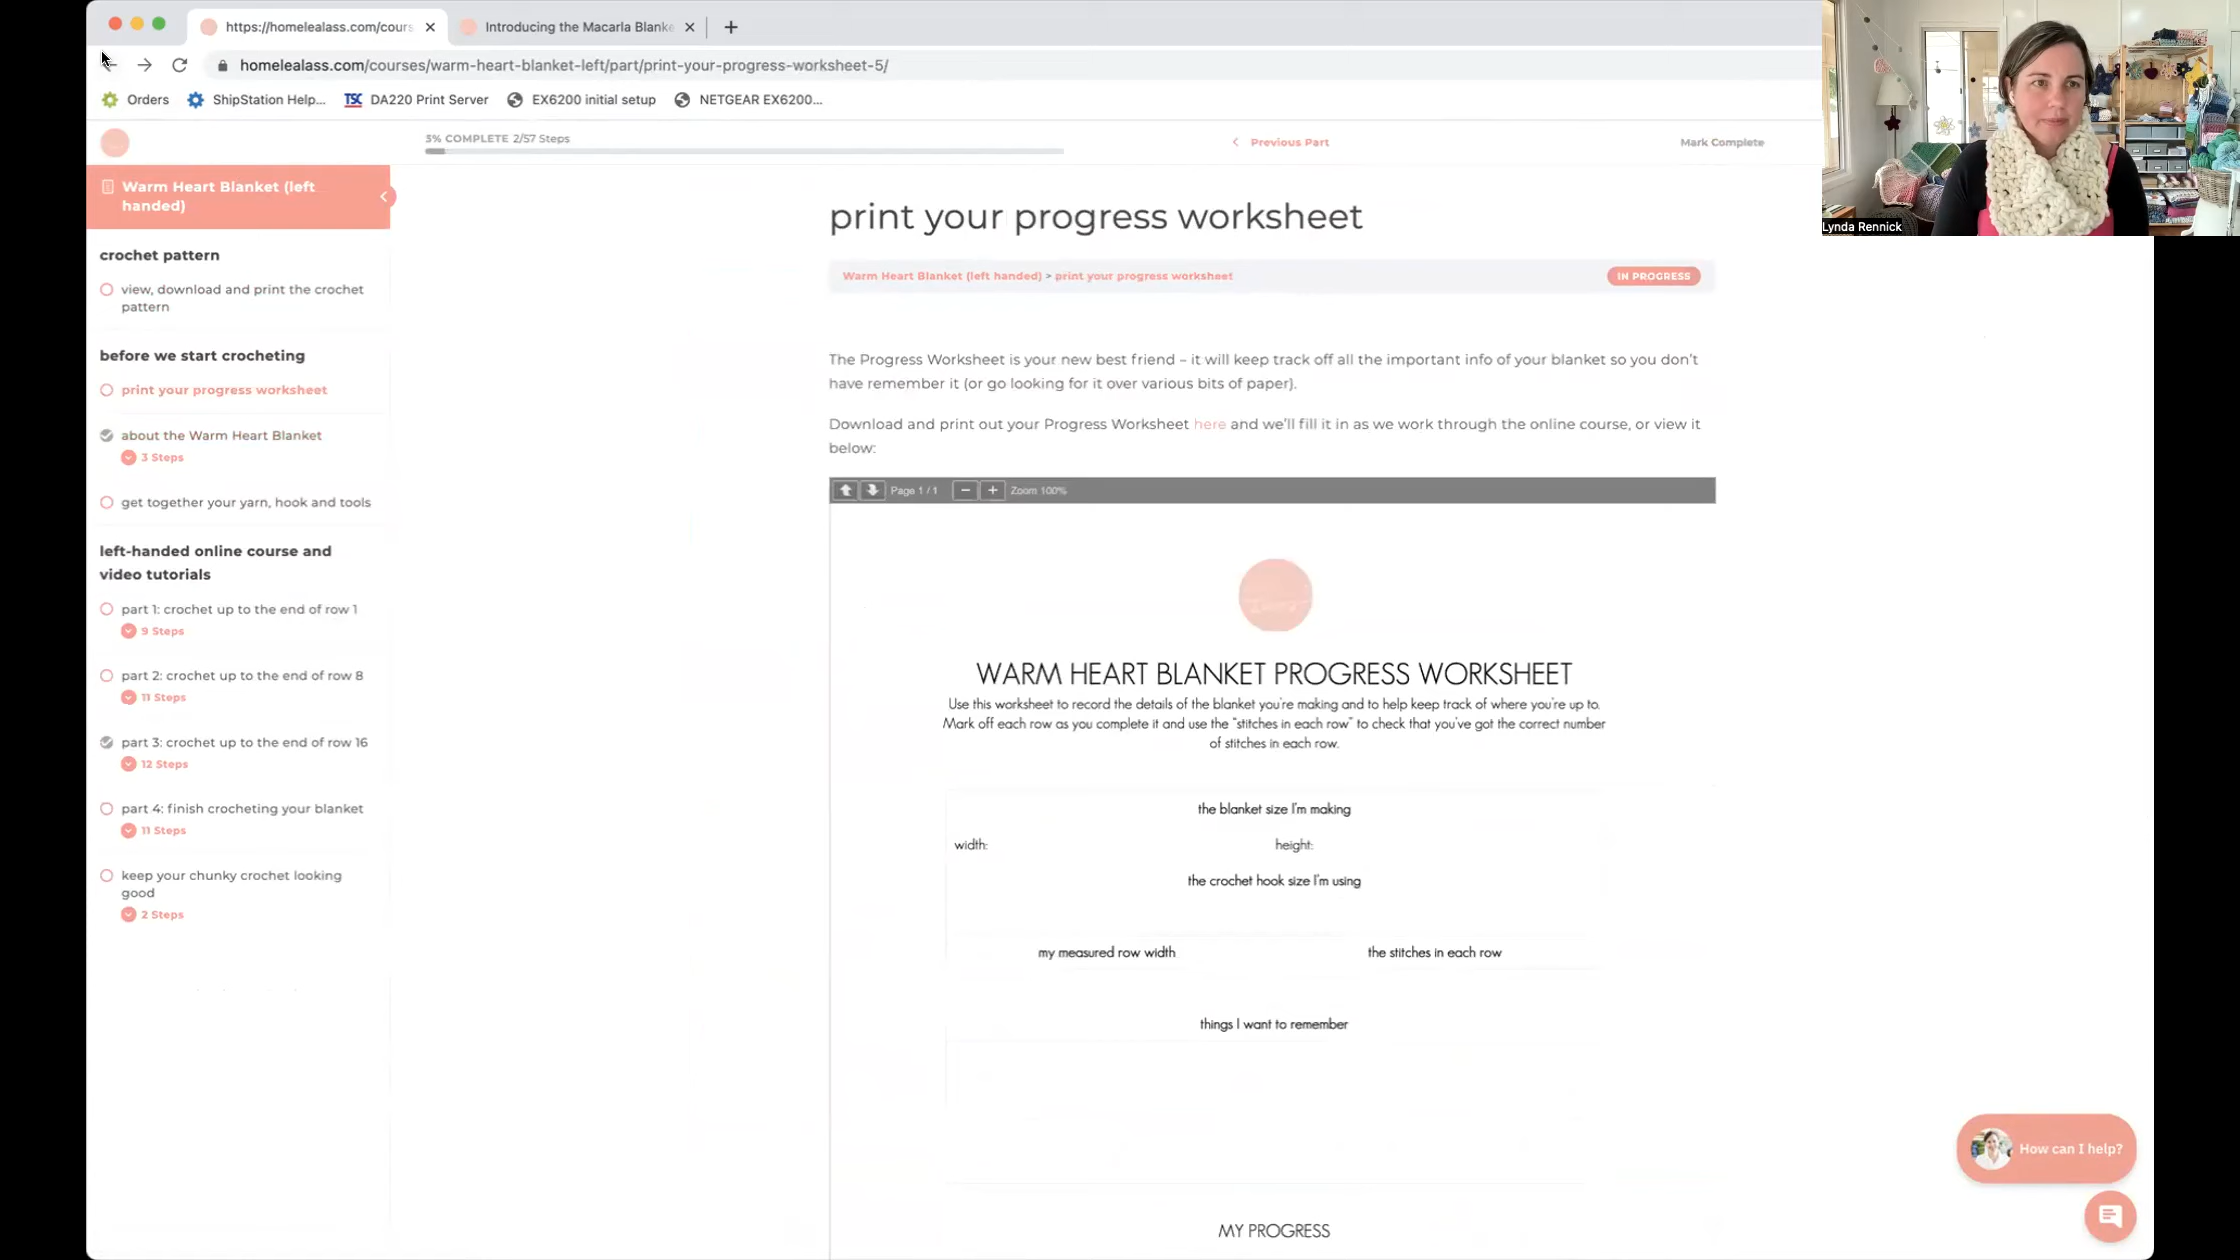 https://homelealass.com/cours
Introducing the Macarla Blanke
homelealass.com/courses/warm-heart-blanket-left/part/print-your-progress-worksheet-5/
Orders
ShipStation Help...
TSC DA220 Print Server
EX6200 initial setup
NETGEAR EX6200...
Lynda Rennick
3% COMPLETE 2/57 Steps
Previous Part
Mark Complete
Warm Heart Blanket (left
handed)
crochet pattern
view, download and print the crochet
pattern
before we start crocheting
print your progress worksheet
about the Warm Heart Blanket
3 Steps
get together your yarn, hook and tools
left-handed online course and
video tutorials
part 1: crochet up to the end of row 1
9 Steps
part 2: crochet up to the end of row 8
11 Steps
part 3: crochet up to the end of row 16
12 Steps
part 4: finish crocheting your blanket
11 Steps
keep your chunky crochet looking
good
2 Steps
print your progress worksheet
Warm Heart Blanket (left handed) > print your progress worksheet
IN PROGRESS
The Progress Worksheet is your new best friend – it will keep track off all the important info of your blanket so you don't
have remember it (or go looking for it over various bits of paper).
Download and print out your Progress Worksheet here and we'll fill it in as we work through the online course, or view it
below:
Page 1 / 1
Zoom 100%
WARM HEART BLANKET PROGRESS WORKSHEET
Use this worksheet to record the details of the blanket you're making and to help keep track of where you're up to.
Mark off each row as you complete it and use the "stitches in each row" to check that you've got the correct number
of stitches in each row.
the blanket size I'm making
width:
height:
the crochet hook size I'm using
my measured row width
the stitches in each row
things I want to remember
MY PROGRESS
How can I help?